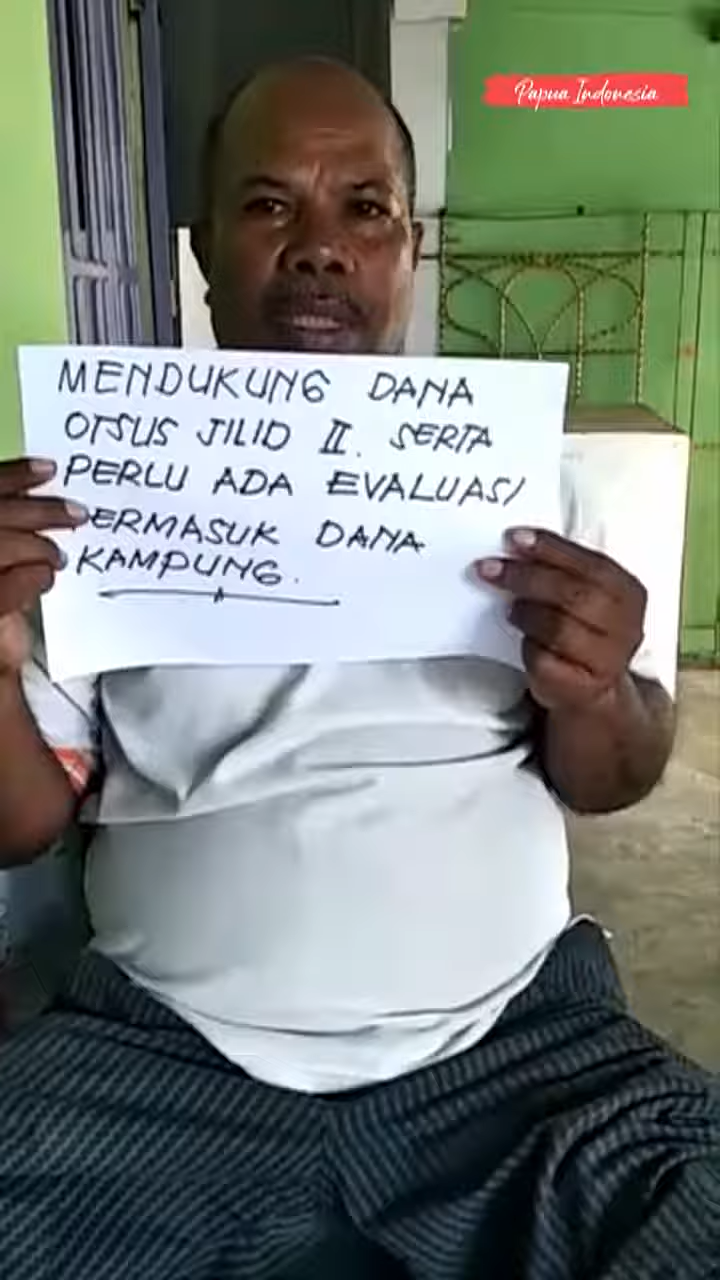 Papua Indonesia
MENDUKUNG DANA
OTSUS JILID II. SERTA
PERLU ADA EVALUASI
TERMASUK DANA
KAMPUNG.